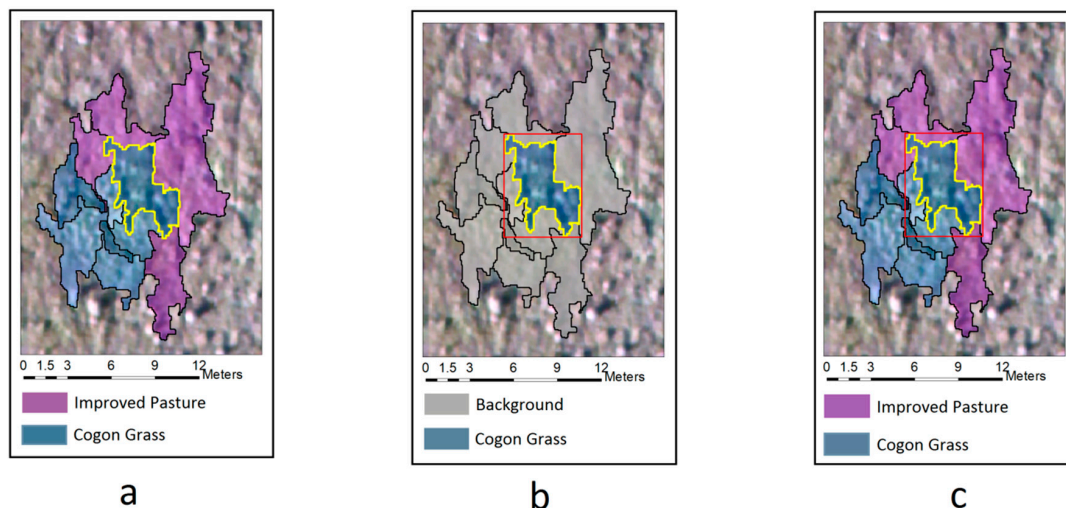 0 1.5 3 6 9 12
Meters
Improved Pasture
Cogon Grass
a
0 1.5 3 6 9 12
Meters
Background
Cogon Grass
b
0 1.5 3 6 9 12
Meters
Improved Pasture
Cogon Grass
c